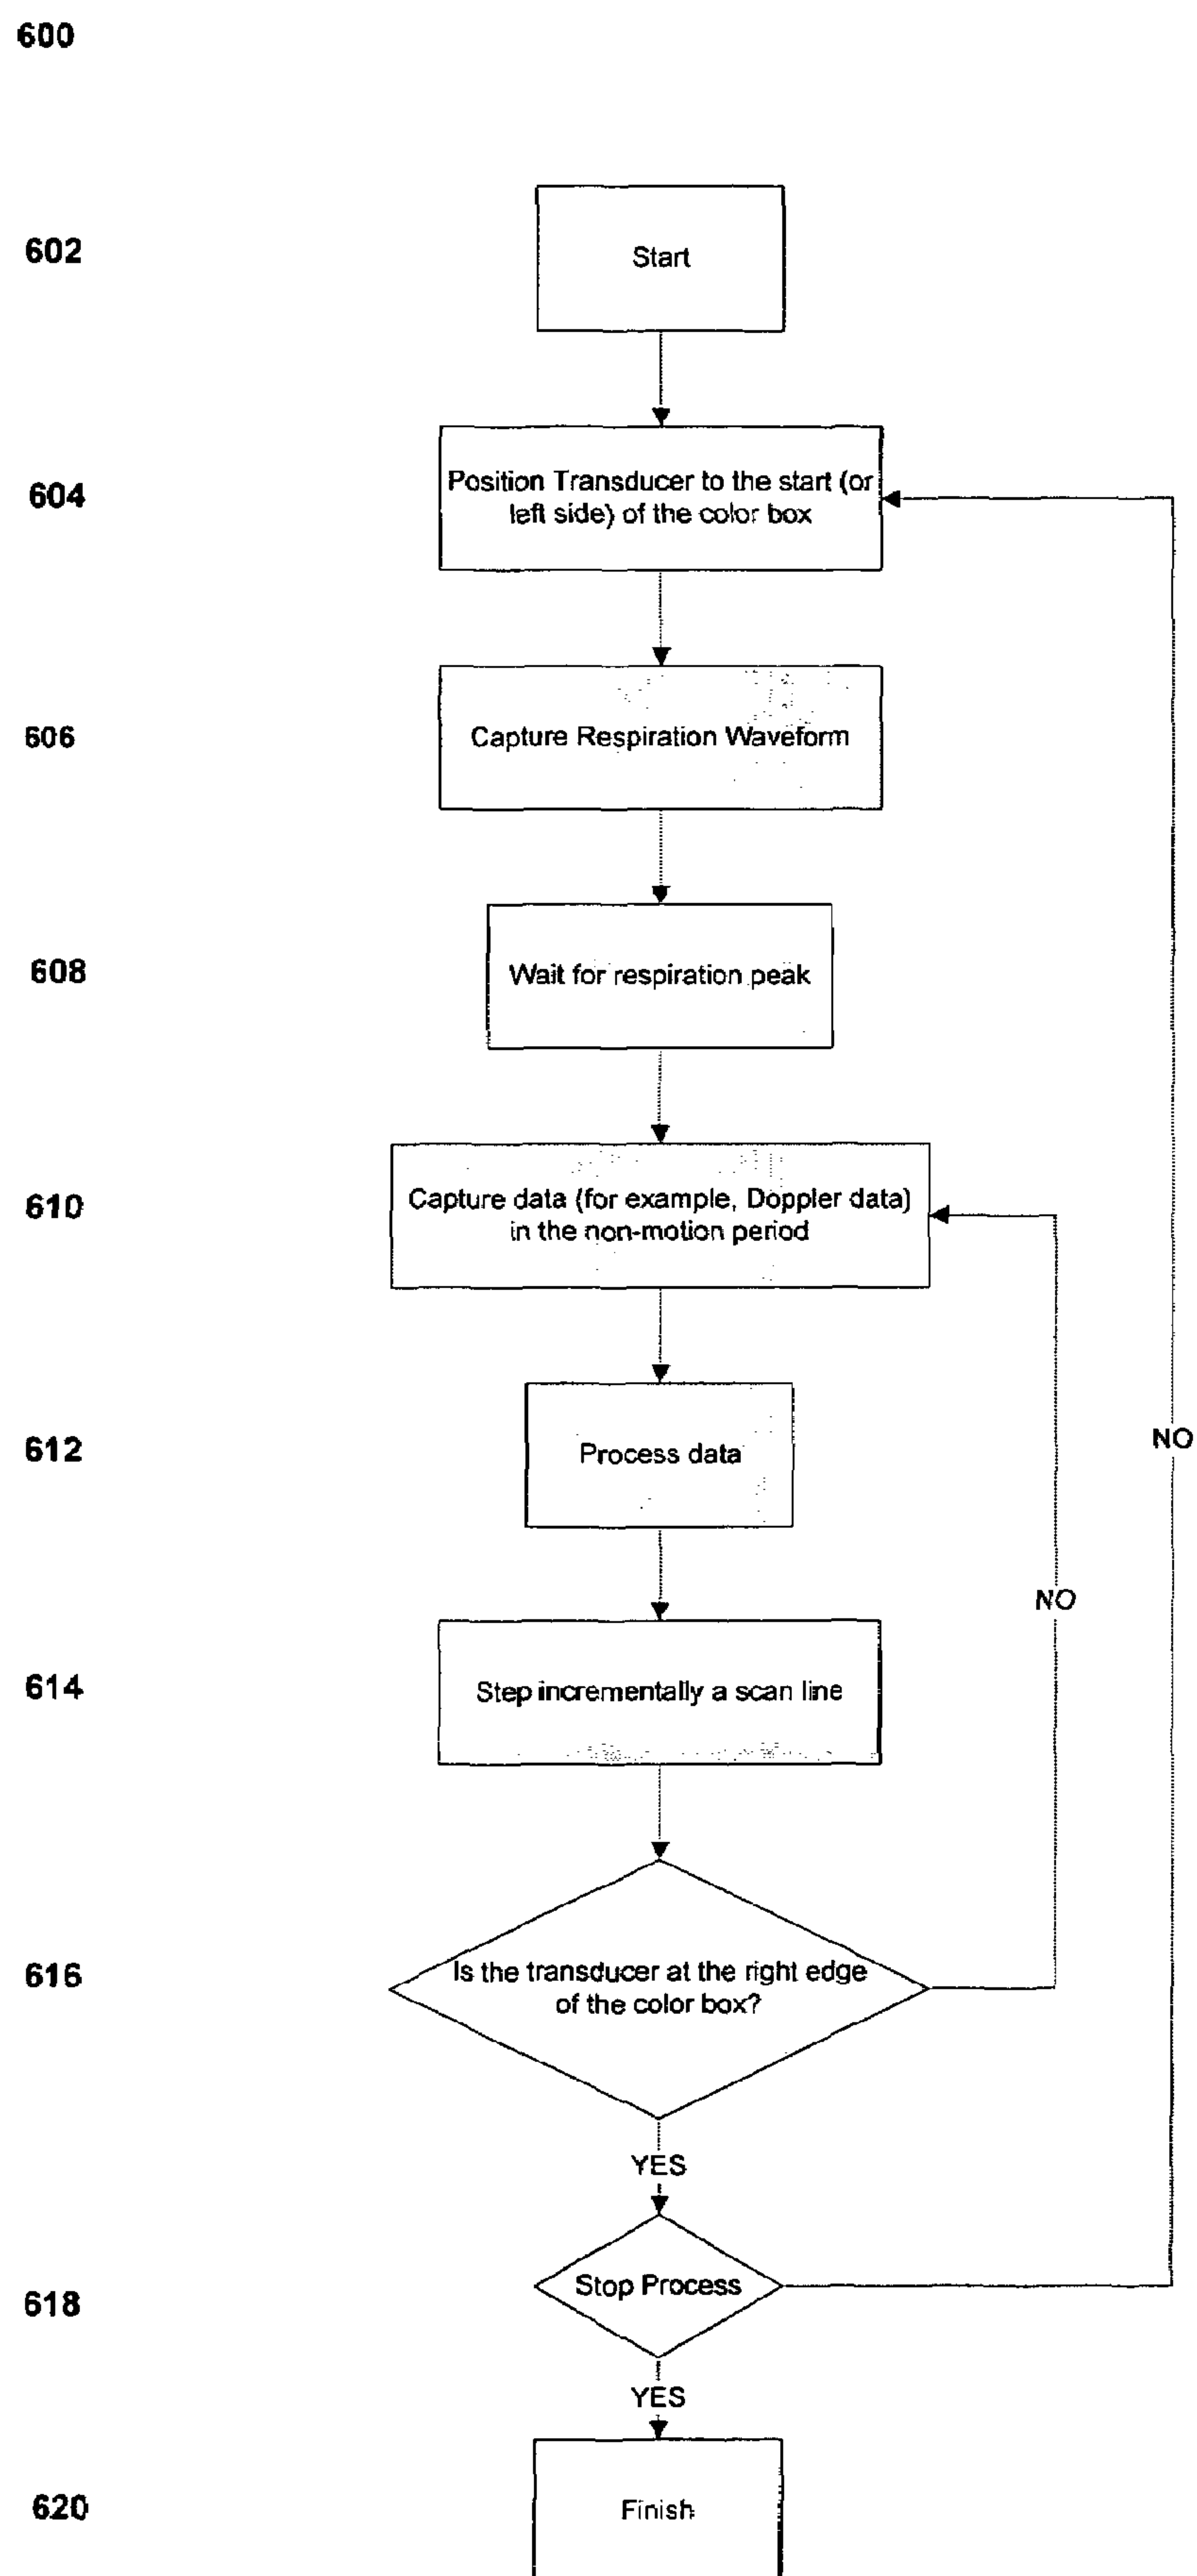 600
602
Start
604
Position Transducer to the start (or
left side) of the color box
606
Capture Respiration Waveform
608
Wait for respiration peak
610
Capture data (for example, Doppler data)
in the non-motion period
612
Process data
NO
NO
614
Step incrementally a scan line
616
Is the transducer at the right edge
of the color box?
YES
618
Stop Process
YES
620
Finish